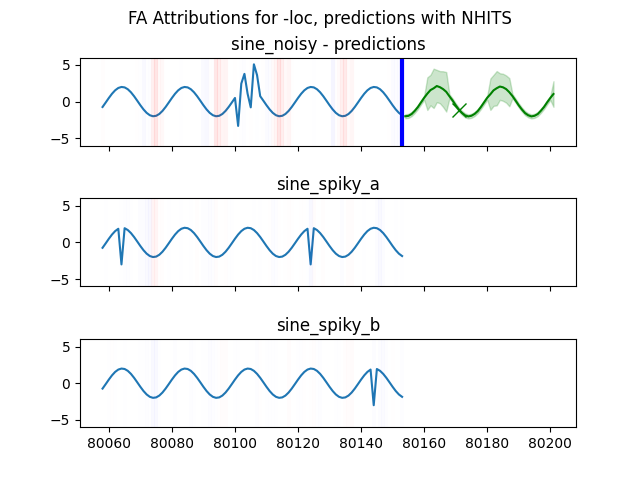 FA Attributions for -loc, predictions with NHITS
sine_noisy - predictions
5
0
−5
sine_spiky_a
5
0
−5
sine_spiky_b
5
0
−5
80060 80080 80100 80120 80140 80160 80180 80200